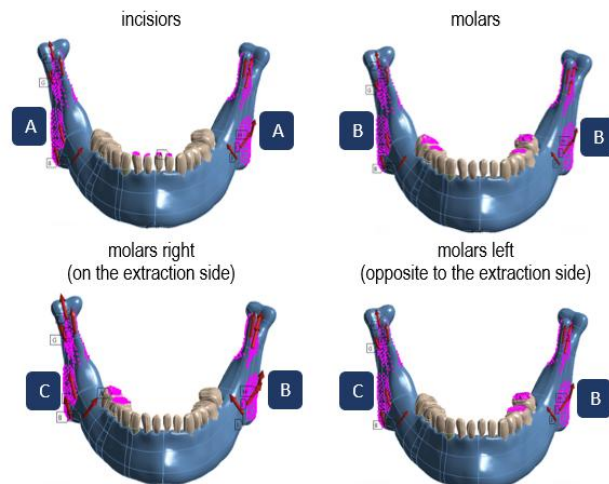 incisiors
molars
A
A
B
B
molars right
(on the extraction side)
molars left
(opposite to the extraction side)
C
B
C
B